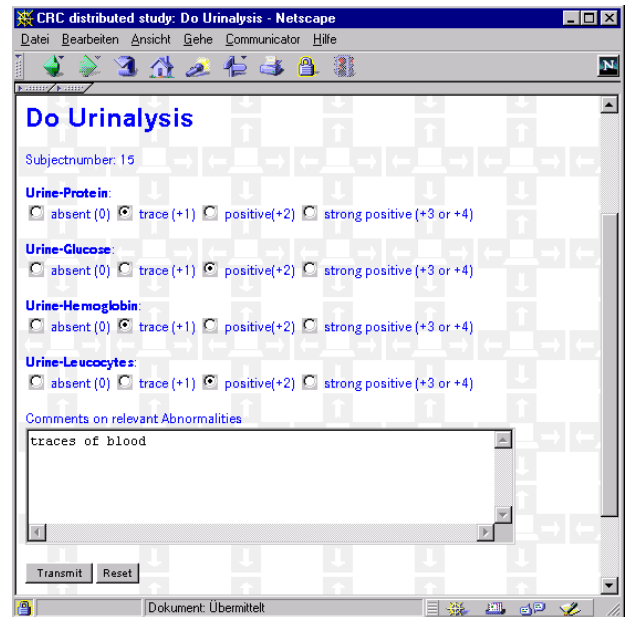 CRC distributed study: Do Urinalysis - Netscape
Datei Bearbeiten Ansicht Gehe Communicator Hilfe
N
Do Urinalysis
Subjectnumber: 15
Urine-Protein:
absent (0) trace (+1) positive(+2) strong positive (+3 or +4)
Urine-Glucose:
absent (0) trace (+1) positive(+2) strong positive (+3 or +4)
Urine-Hemoglobin:
absent (0) trace (+1) positive(+2) strong positive (+3 or +4)
Urine-Leucocytes:
absent (0) trace (+1) positive(+2) strong positive (+3 or +4)
Comments on relevant Abnormalities
traces of blood
Transmit Reset
Dokument: Übermittelt